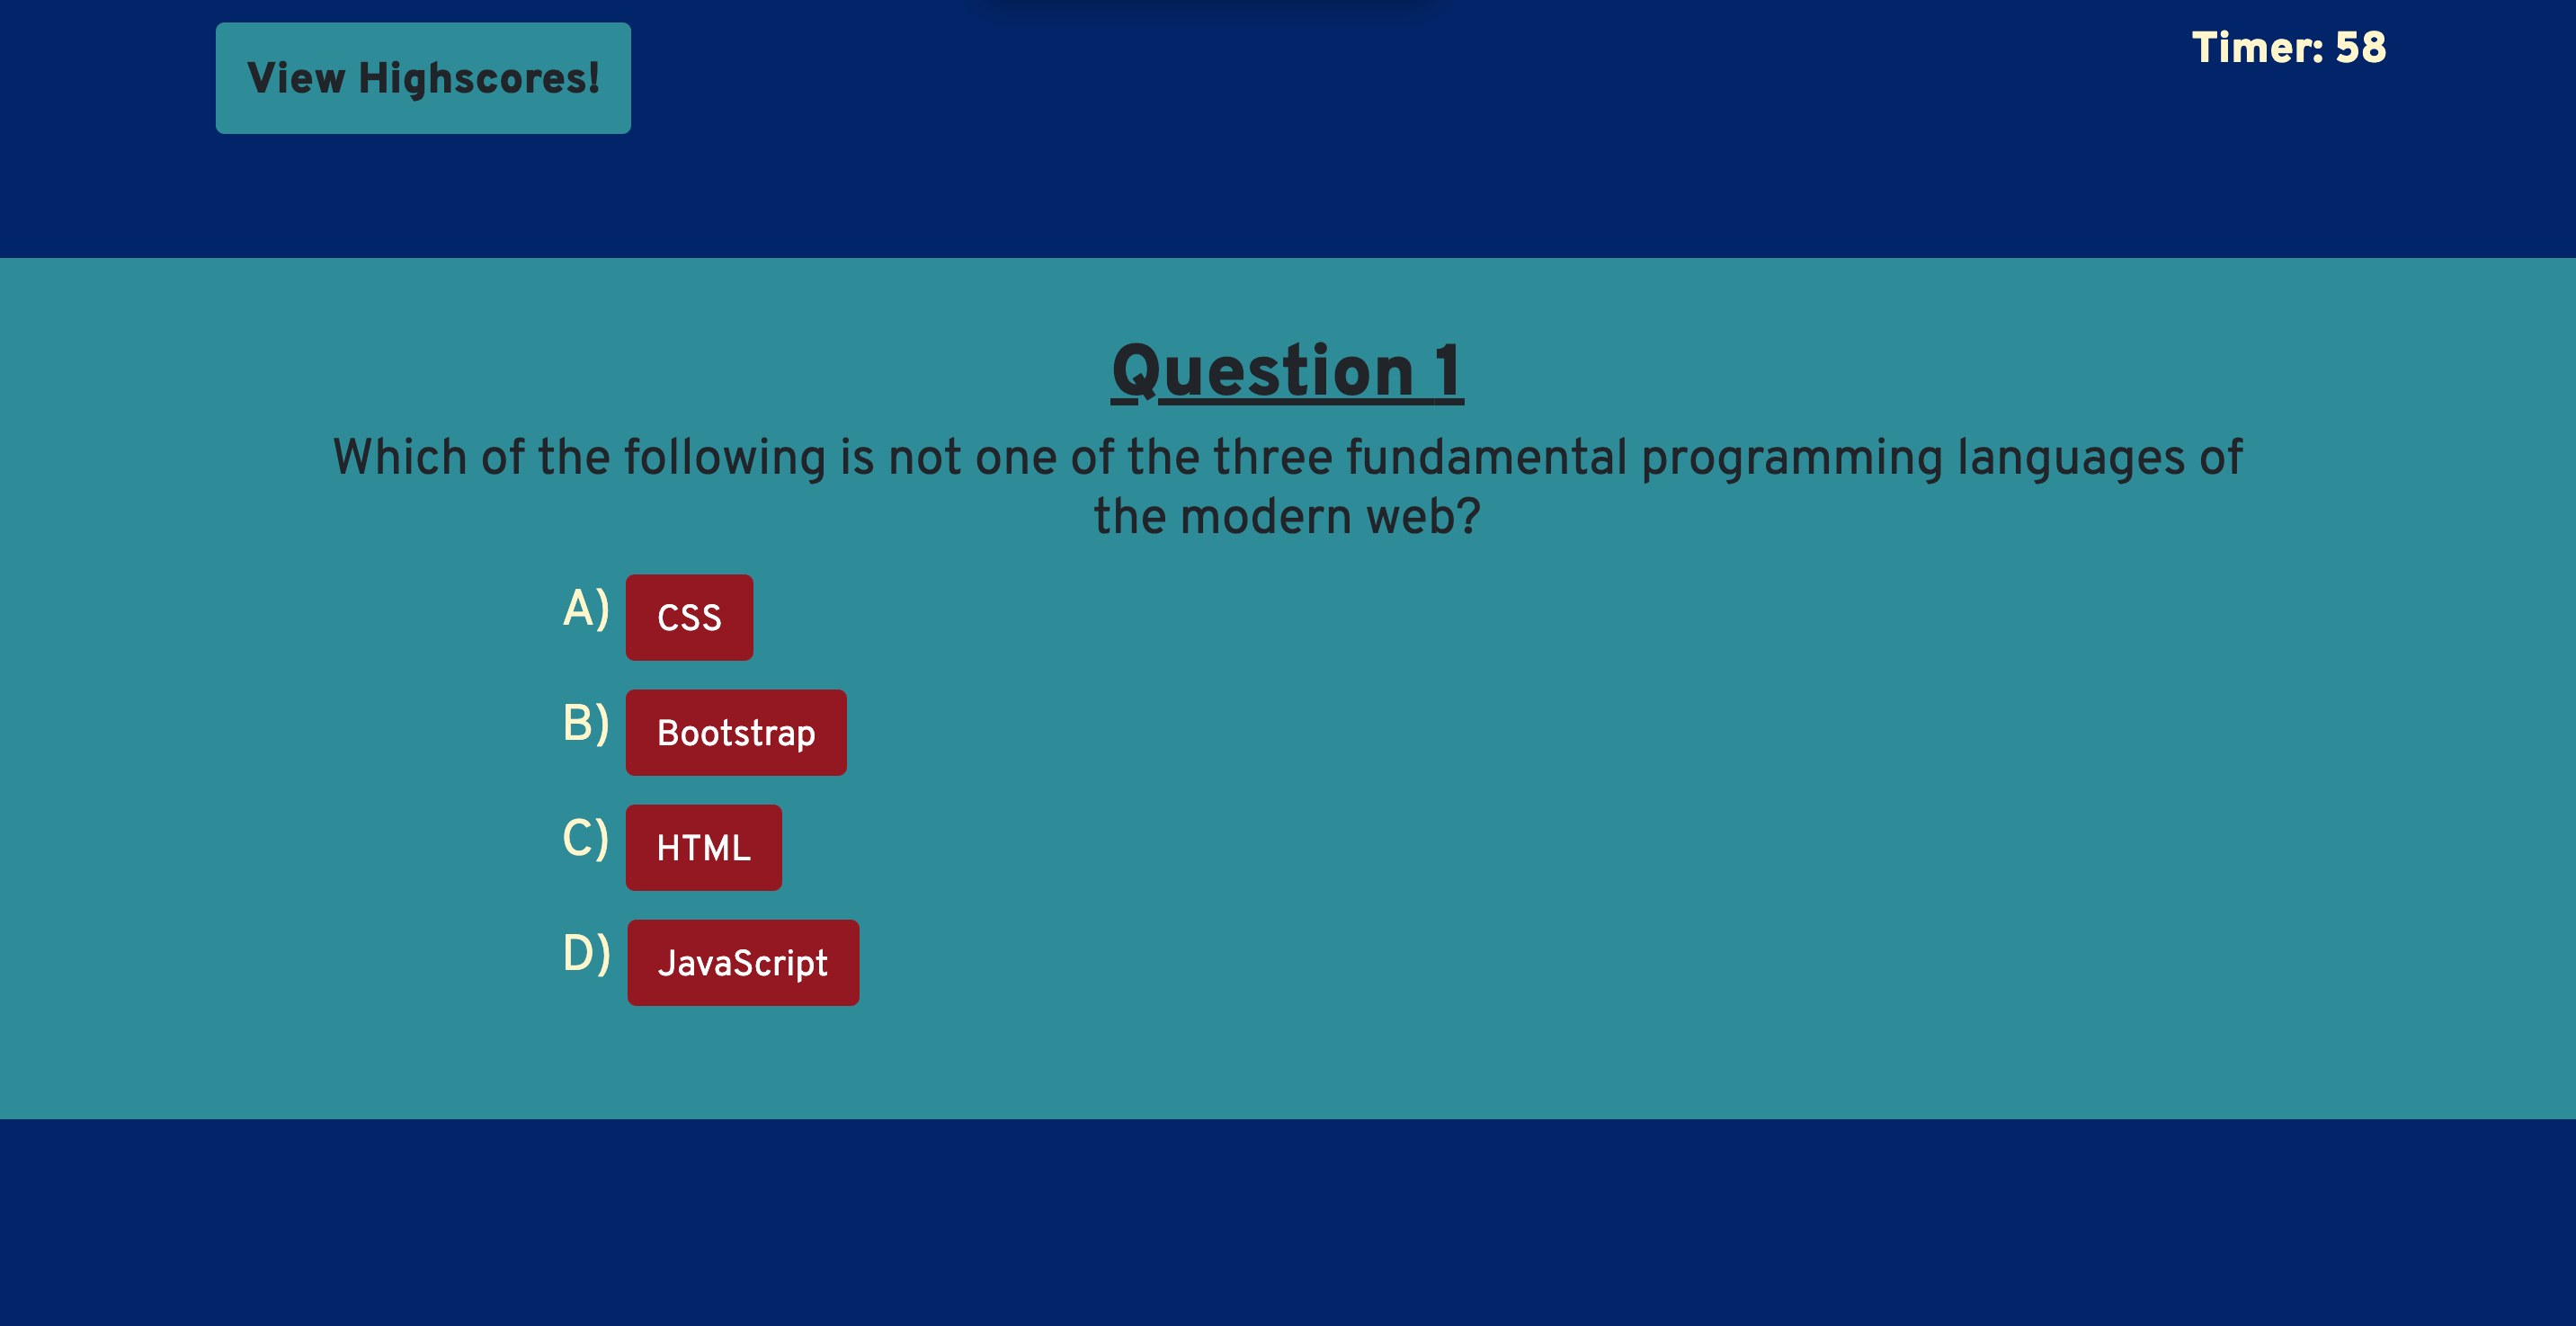 View Highscores!
Timer: 58
Question 1
Which of the following is not one of the three fundamental programming languages of
the modern web?
A) CSS
B) Bootstrap
C) HTML
D) JavaScript